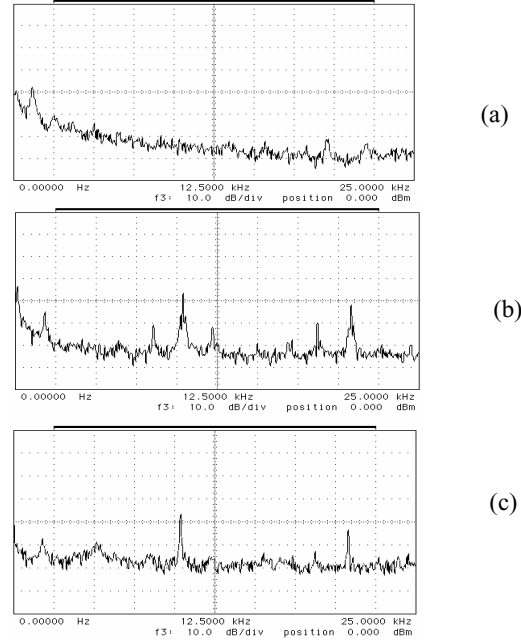 (a)
0.00000 Hz 12.5000 kHz 25.0000 kHz
f3: 10.0 dB/div position 0.000 dBm
(b)
0.00000 Hz 12.5000 kHz 25.0000 kHz
f3: 10.0 dB/div position 0.000 dBm
(c)
0.00000 Hz 12.5000 kHz 25.0000 kHz
f3: 10.0 dB/div position 0.000 dBm